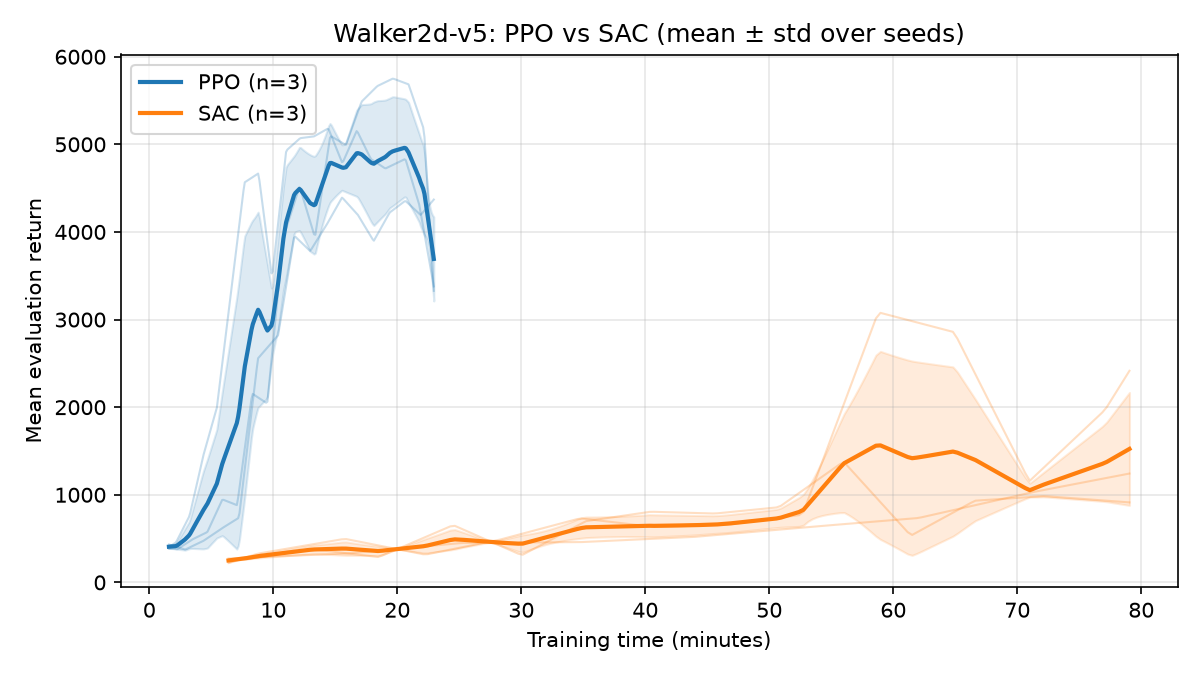 Walker2d-v5: PPO vs SAC (mean ± std over seeds)
PPO (n=3)
SAC (n=3)
Mean evaluation return
6000
5000
4000
3000
2000
1000
0
0 10 20 30 40 50 60 70 80
Training time (minutes)